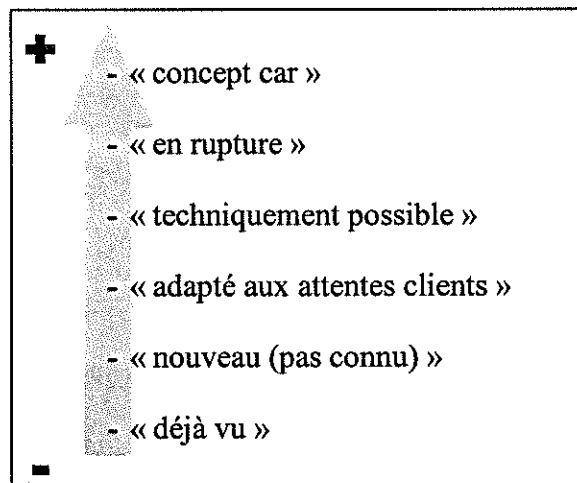 +
- « concept car »
- « en rupture »
- « techniquement possible »
- « adapté aux attentes clients »
- « nouveau (pas connu) »
- « déjà vu »
-